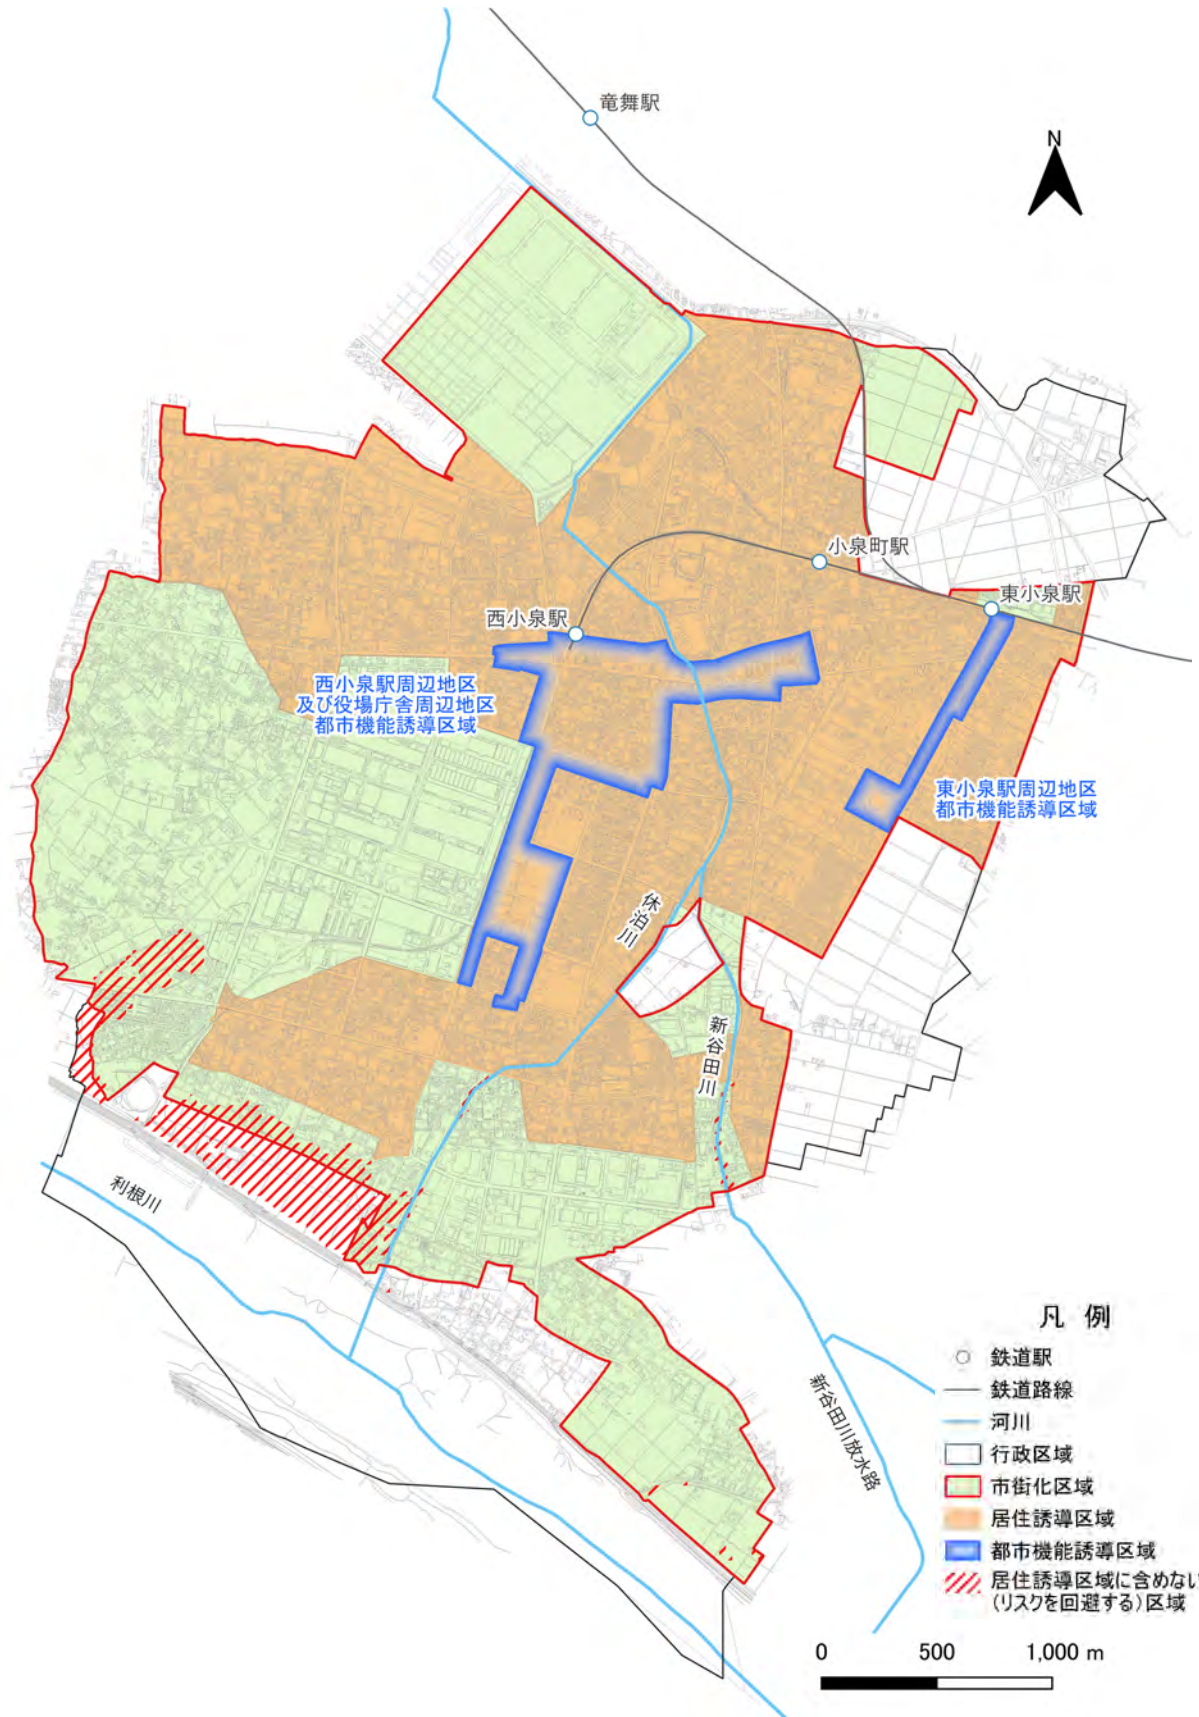 竜舞駅
N
小泉町駅
東小泉駅
西小泉駅
西小泉駅周辺地区
及び役場庁舎周辺地区
都市機能誘導区域
東小泉駅周辺地区
都市機能誘導区域
休泊川
新谷田川
利根川
新谷田川放水路
凡 例
鉄道駅
鉄道路線
河川
行政区域
市街化区域
居住誘導区域
都市機能誘導区域
居住誘導区域に含めない
(リスクを回避する)区域
0 500 1,000 m